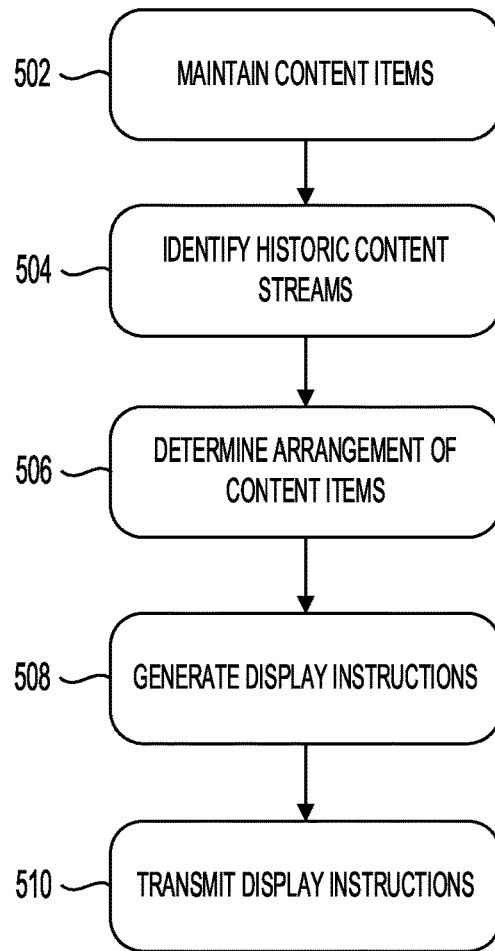 502
MAINTAIN CONTENT ITEMS
504
IDENTIFY HISTORIC CONTENT
STREAMS
506
DETERMINE ARRANGEMENT OF
CONTENT ITEMS
508
GENERATE DISPLAY INSTRUCTIONS
510
TRANSMIT DISPLAY INSTRUCTIONS